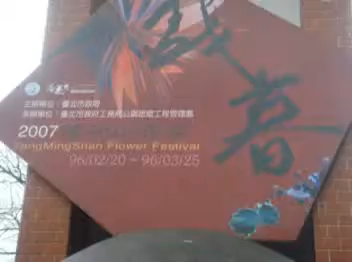 主辦單位：臺北市政府
承辦單位：臺北市政府工務局公園路燈工程管理處
2007
YangMingShan Flower Festival
96/02/20 ~ 96/03/25
春